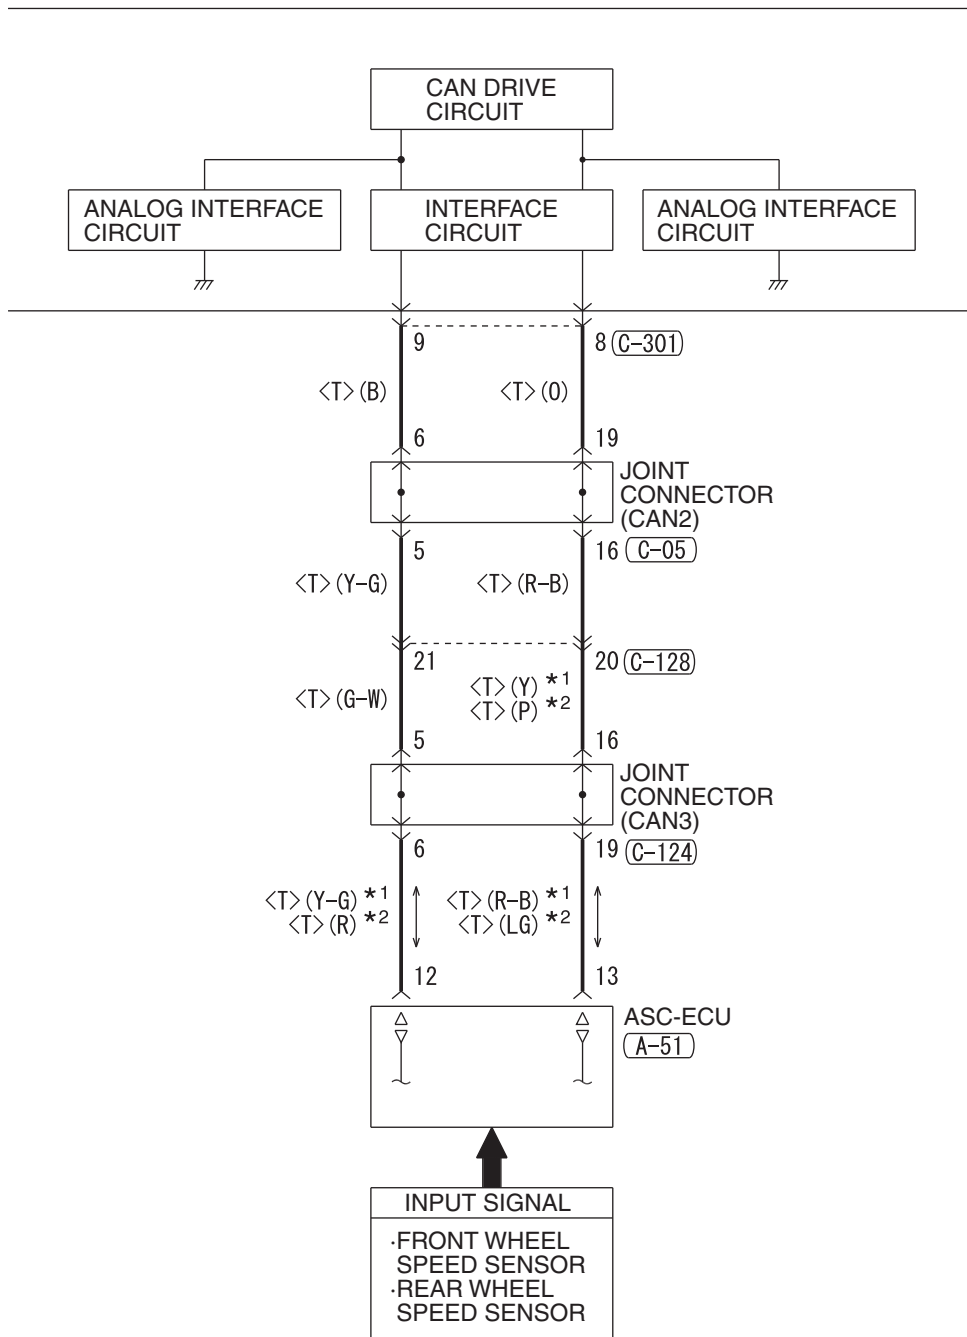 CAN DRIVE
CIRCUIT
ANALOG INTERFACE
CIRCUIT
INTERFACE
CIRCUIT
ANALOG INTERFACE
CIRCUIT
9
8 C-301
<T>(B)
<T>(O)
6
19
JOINT
CONNECTOR
(CAN2)
5
16 C-05
<T>(Y-G)
<T>(R-B)
21
20 C-128
<T>(G-W)
<T>(Y) *1
<T>(P) *2
5
16
JOINT
CONNECTOR
(CAN3)
6
19 C-124
<T>(Y-G) *1
<T>(R) *2
<T>(R-B) *1
<T>(LG) *2
12
13
ASC-ECU
A-51
INPUT SIGNAL
·FRONT WHEEL
SPEED SENSOR
·REAR WHEEL
SPEED SENSOR